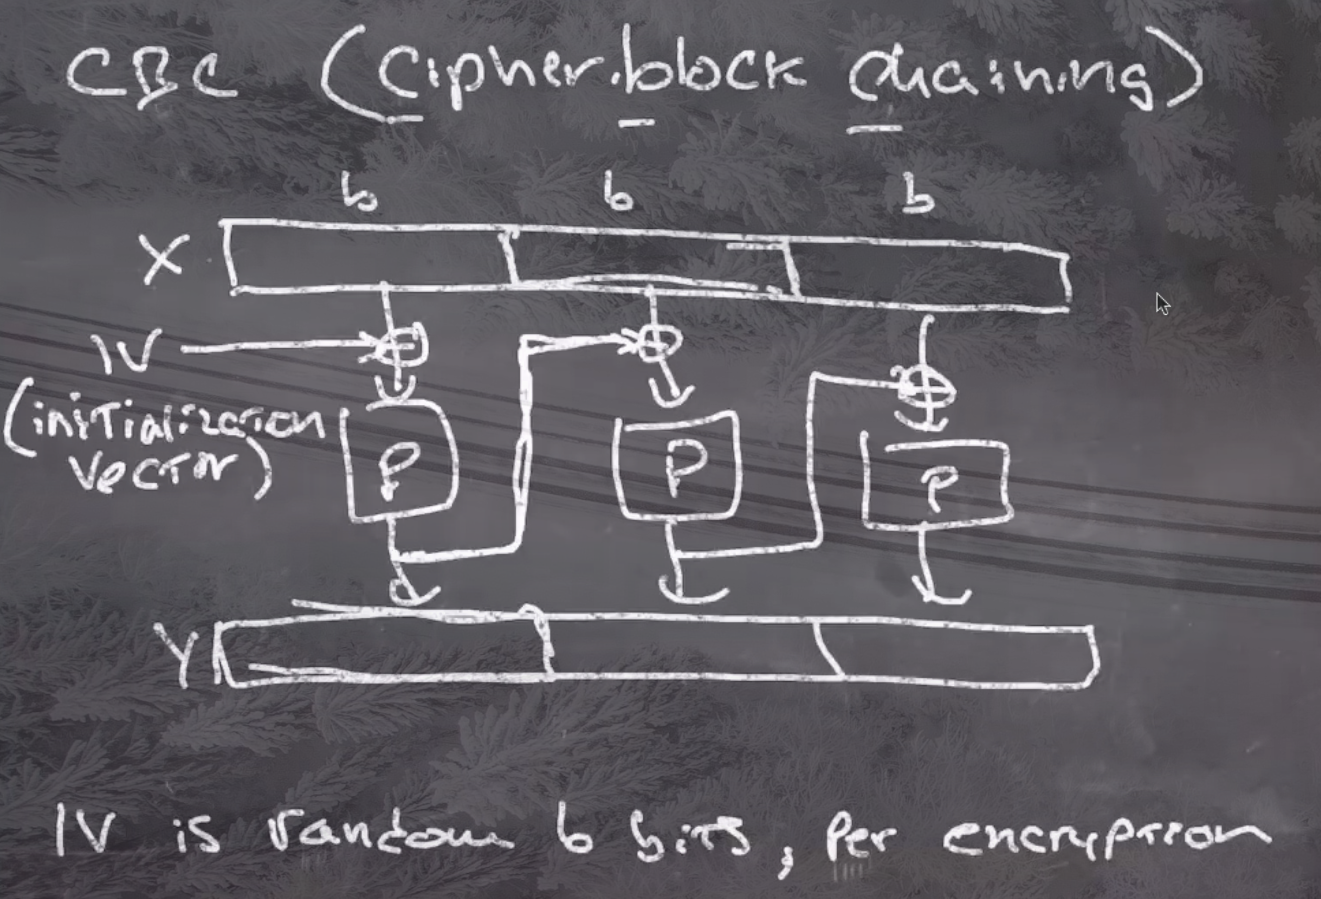 CBC (Cipher block chaining)
b b b
X
IV
(initialization
vector)
P P P
Y
IV is random b bits, per encryption